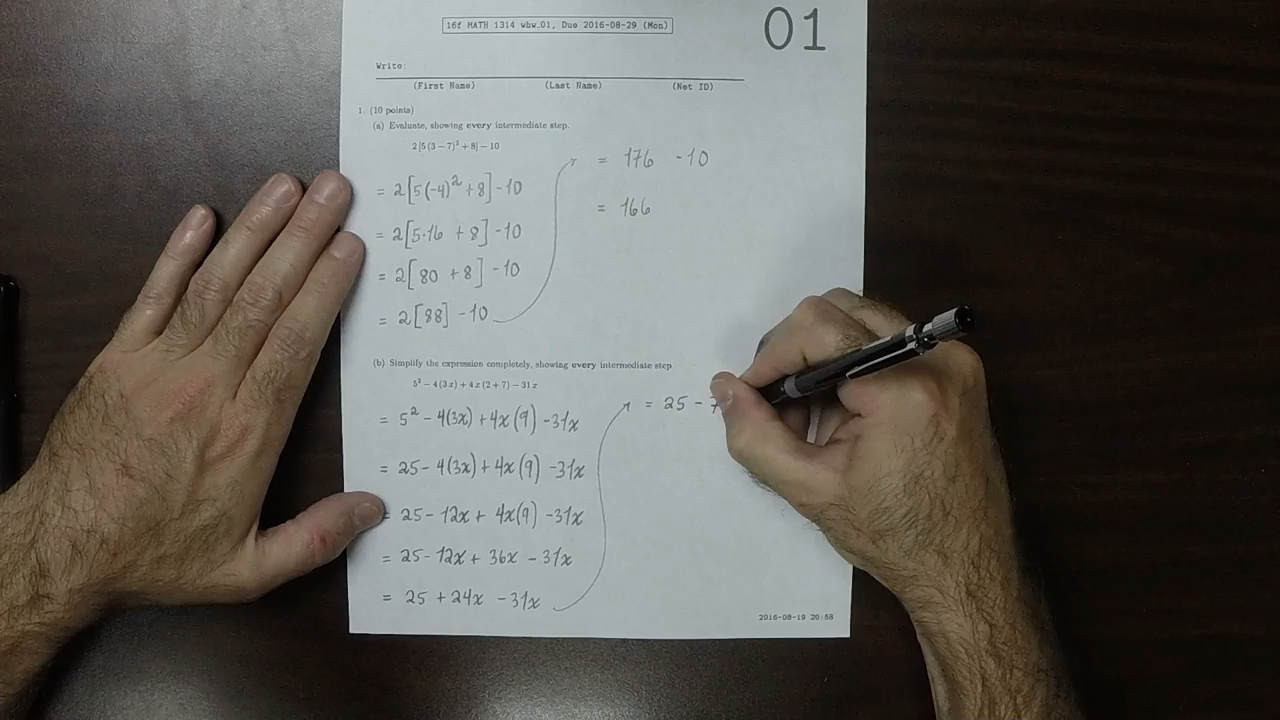 16f MATH 1314 whw_01, Due 2016-08-29 (Mon)
01
Write:
(First Name) (Last Name) (Net ID)
1. (10 points)
(a) Evaluate, showing every intermediate step.
2[5(3 − 7)² + 8] − 10
= 2[5(-4)² + 8] - 10
= 2[5·16 + 8] - 10
= 2[80 + 8] - 10
= 2[88] - 10
= 176 - 10
= 166
(b) Simplify the expression completely, showing every intermediate step
5² − 4(3x) + 4x(2 + 7) − 31x
= 5² - 4(3x) + 4x(9) - 31x
= 25 - 4(3x) + 4x(9) - 31x
= 25 - 12x + 4x(9) - 31x
= 25 - 12x + 36x - 31x
= 25 + 24x - 31x
= 25 - 7
2016-08-19 20:58